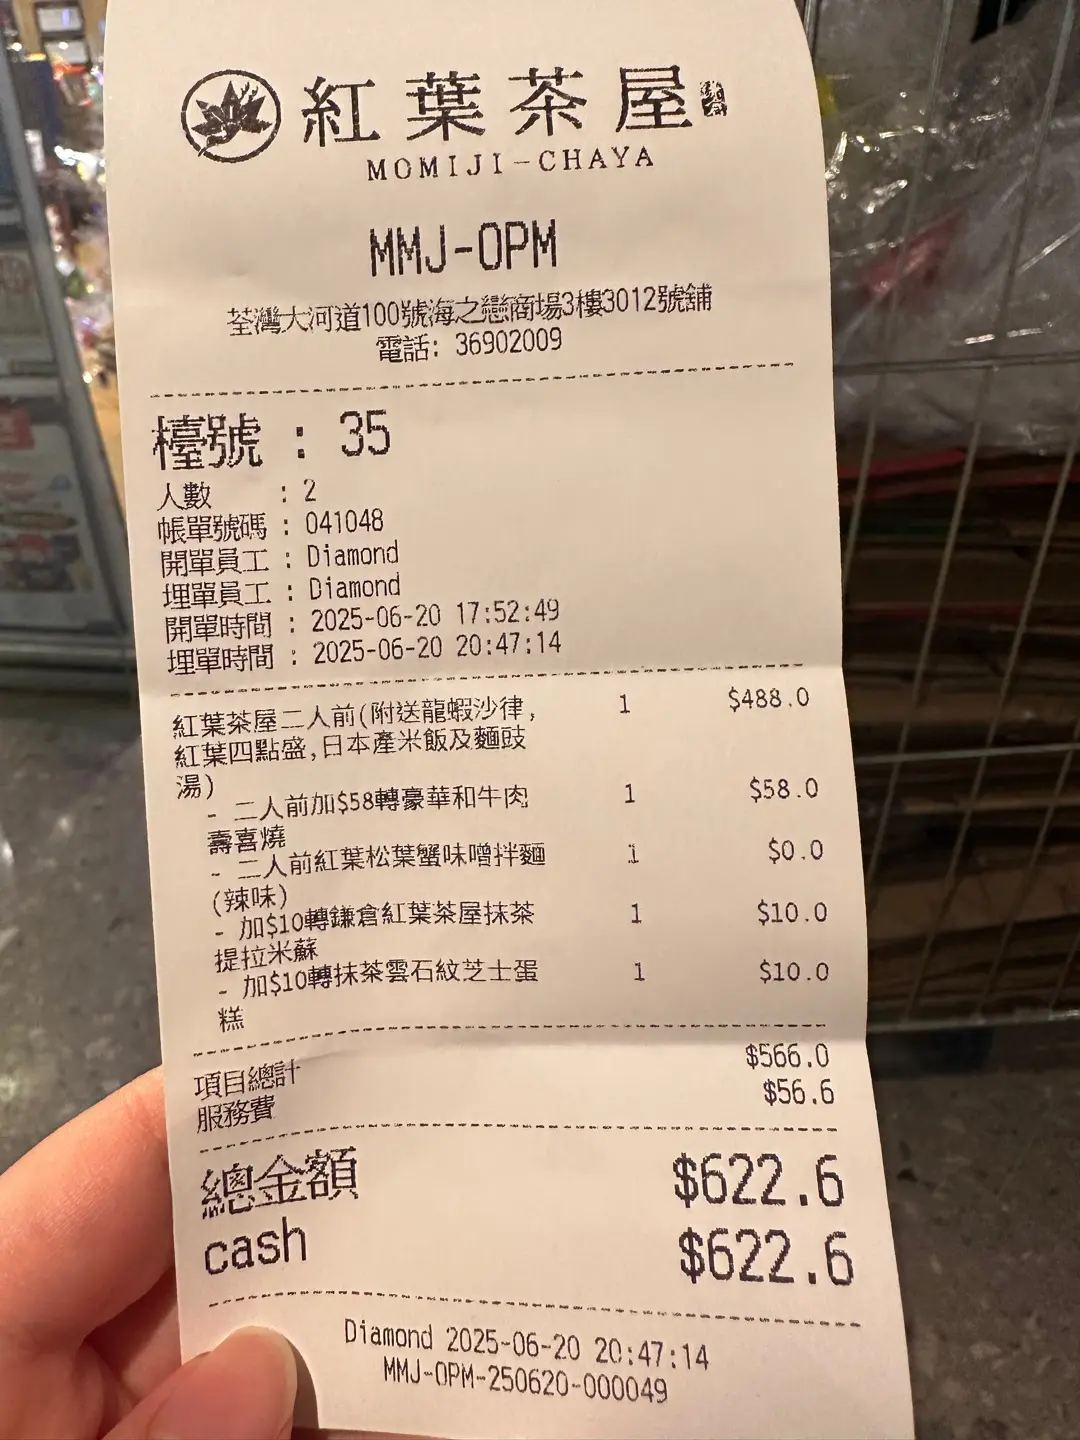 紅葉茶屋
MOMIJI-CHAYA
MMJ-OPM
荃灣大河道100號海之戀商場3樓3012號舖
電話: 36902009
檯號 : 35
人數 : 2
帳單號碼 : 041048
開單員工 : Diamond
埋單員工 : Diamond
開單時間 : 2025-06-20 17:52:49
埋單時間 : 2025-06-20 20:47:14
紅葉茶屋二人前(附送龍蝦沙律, 1 $488.0
紅葉四點盛,日本產米飯及麵豉
湯)
- 二人前加$58轉豪華和牛肉 1 $58.0
壽喜燒
- 二人前紅葉松葉蟹味噌拌麵 1 $0.0
(辣味)
- 加$10轉鎌倉紅葉茶屋抹茶 1 $10.0
提拉米蘇
- 加$10轉抹茶雲石紋芝士蛋 1 $10.0
糕
項目總計 $566.0
服務費 $56.6
總金額 $622.6
cash $622.6
Diamond 2025-06-20 20:47:14
MMJ-OPM-250620-000049